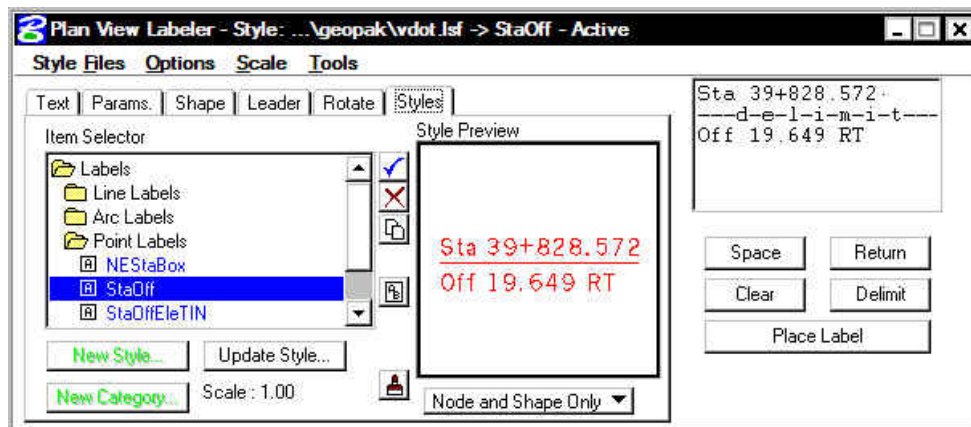 Plan View Labeler - Style: ...\geopak\vdot.lsf -> StaOff - Active
Style Files Options Scale Tools
Text Params. Shape Leader Rotate Styles
Item Selector
Style Preview
Labels
Line Labels
Arc Labels
Point Labels
NEStaBox
StaOff
StaOffEleTIN
New Style...
Update Style...
New Category...
Scale : 1.00
Sta 39+828.572
Off 19.649 RT
Node and Shape Only
Sta 39+828.572
---d-e-l-i-m-i-t---
Off 19.649 RT
Space
Return
Clear
Delimit
Place Label